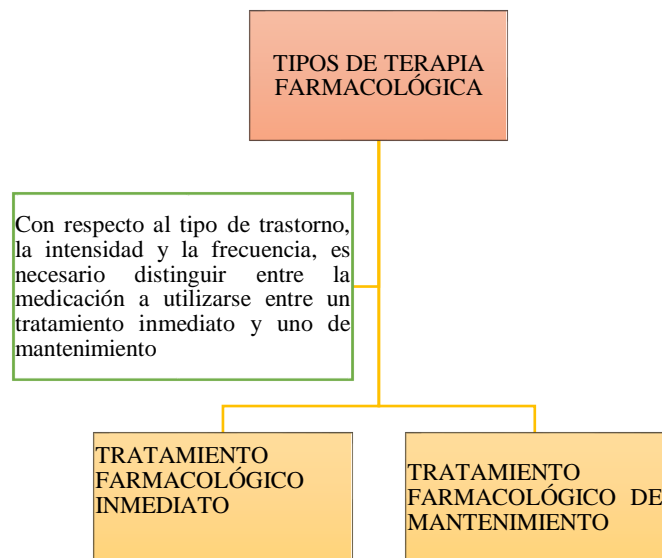 TIPOS DE TERAPIA
FARMACOLÓGICA
Con respecto al tipo de trastorno,
la intensidad y la frecuencia, es
necesario distinguir entre la
medicación a utilizarse entre un
tratamiento inmediato y uno de
mantenimiento
TRATAMIENTO
FARMACOLÓGICO
INMEDIATO
TRATAMIENTO
FARMACOLÓGICO DE
MANTENIMIENTO